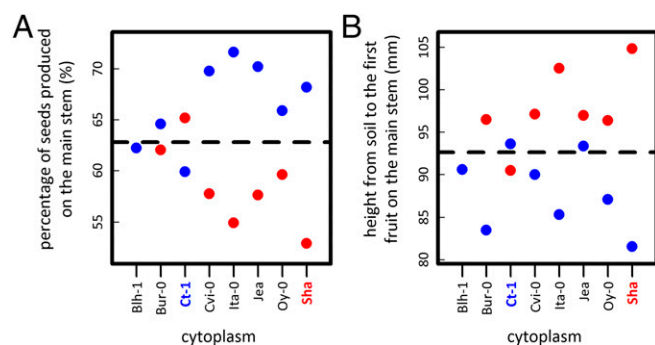 A
percentage of seeds produced
on the main stem (%)
70
65
60
55
Blh-1
Bur-0
Ct-1
Cvi-0
Ita-0
Jea
Oy-0
Sha
cytoplasm
B
height from soil to the first
fruit on the main stem (mm)
105
100
95
90
85
80
Blh-1
Bur-0
Ct-1
Cvi-0
Ita-0
Jea
Oy-0
Sha
cytoplasm